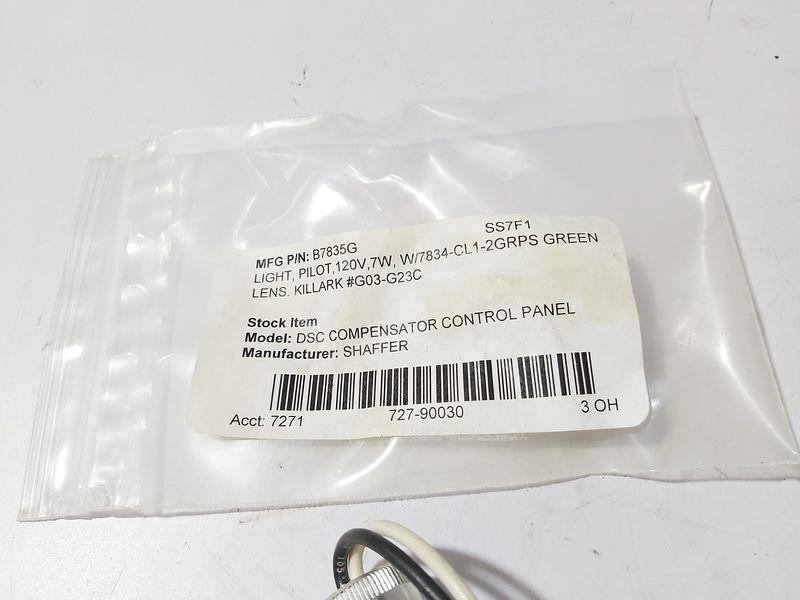 SS7F1
MFG P/N: B7835G
LIGHT, PILOT,120V,7W, W/7834-CL1-2GRPS GREEN
LENS. KILLARK #G03-G23C
Stock Item
Model: DSC COMPENSATOR CONTROL PANEL
Manufacturer: SHAFFER
Acct: 7271 727-90030 3 OH
105